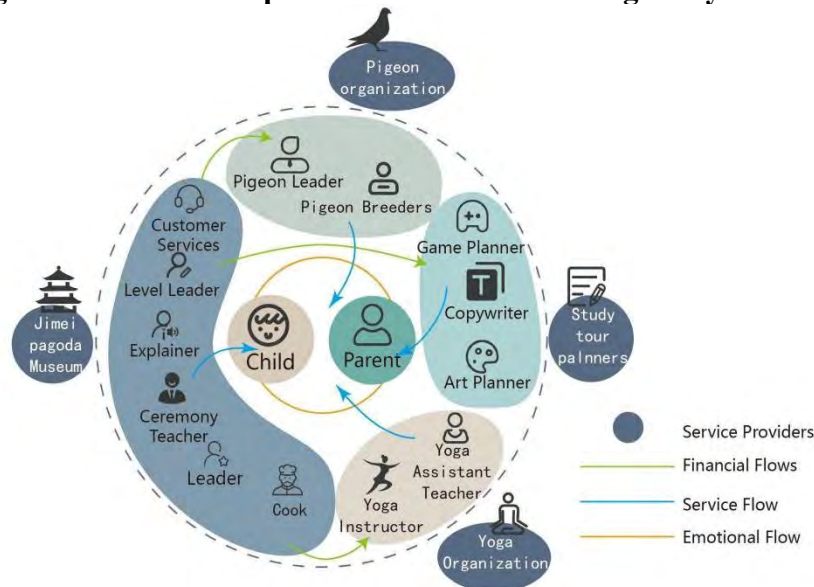 Pigeon
organization
Pigeon Leader
Pigeon Breeders
Customer
Services
Level Leader
Explainer
Ceremony
Teacher
Leader
Cook
Game Planner
T
Copywriter
Art Planner
Child
Parent
Jimei
pagoda
Museum
Study
tour
palnners
Yoga
Assistant
Teacher
Yoga
Instructor
Yoga
Organization
Service Providers
Financial Flows
Service Flow
Emotional Flow